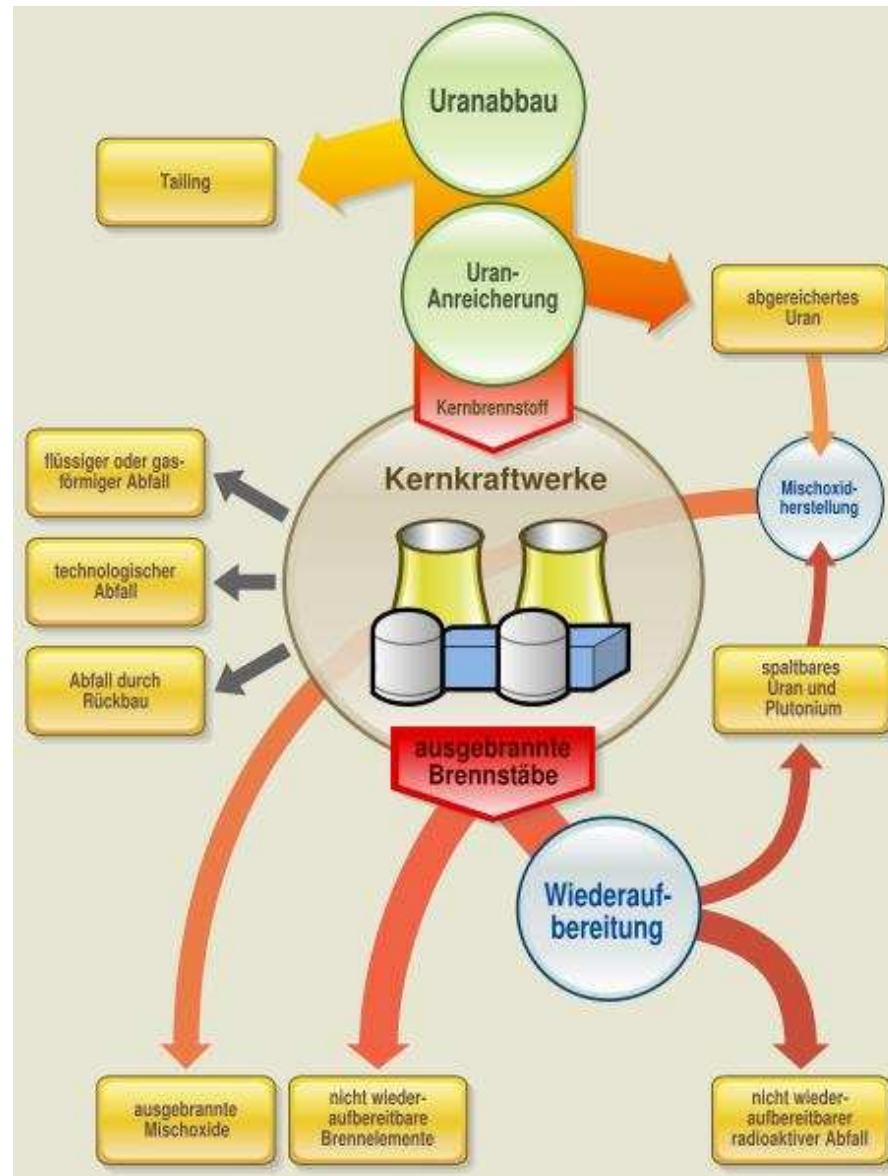 Uranabbau
Tailing
Uran-
Anreicherung
abgereichertes
Uran
Kernbrennstoff
flüssiger oder gas-
förmiger Abfall
Kernkraftwerke
Mischoxid-
herstellung
technologischer
Abfall
Abfall durch
Rückbau
spaltbares
Uran und
Plutonium
ausgebrannte
Brennstäbe
Wiederauf-
bereitung
ausgebrannte
Mischoxide
nicht wieder-
aufbereitbare
Brennelemente
nicht wieder-
aufbereitbarer
radioaktiver Abfall